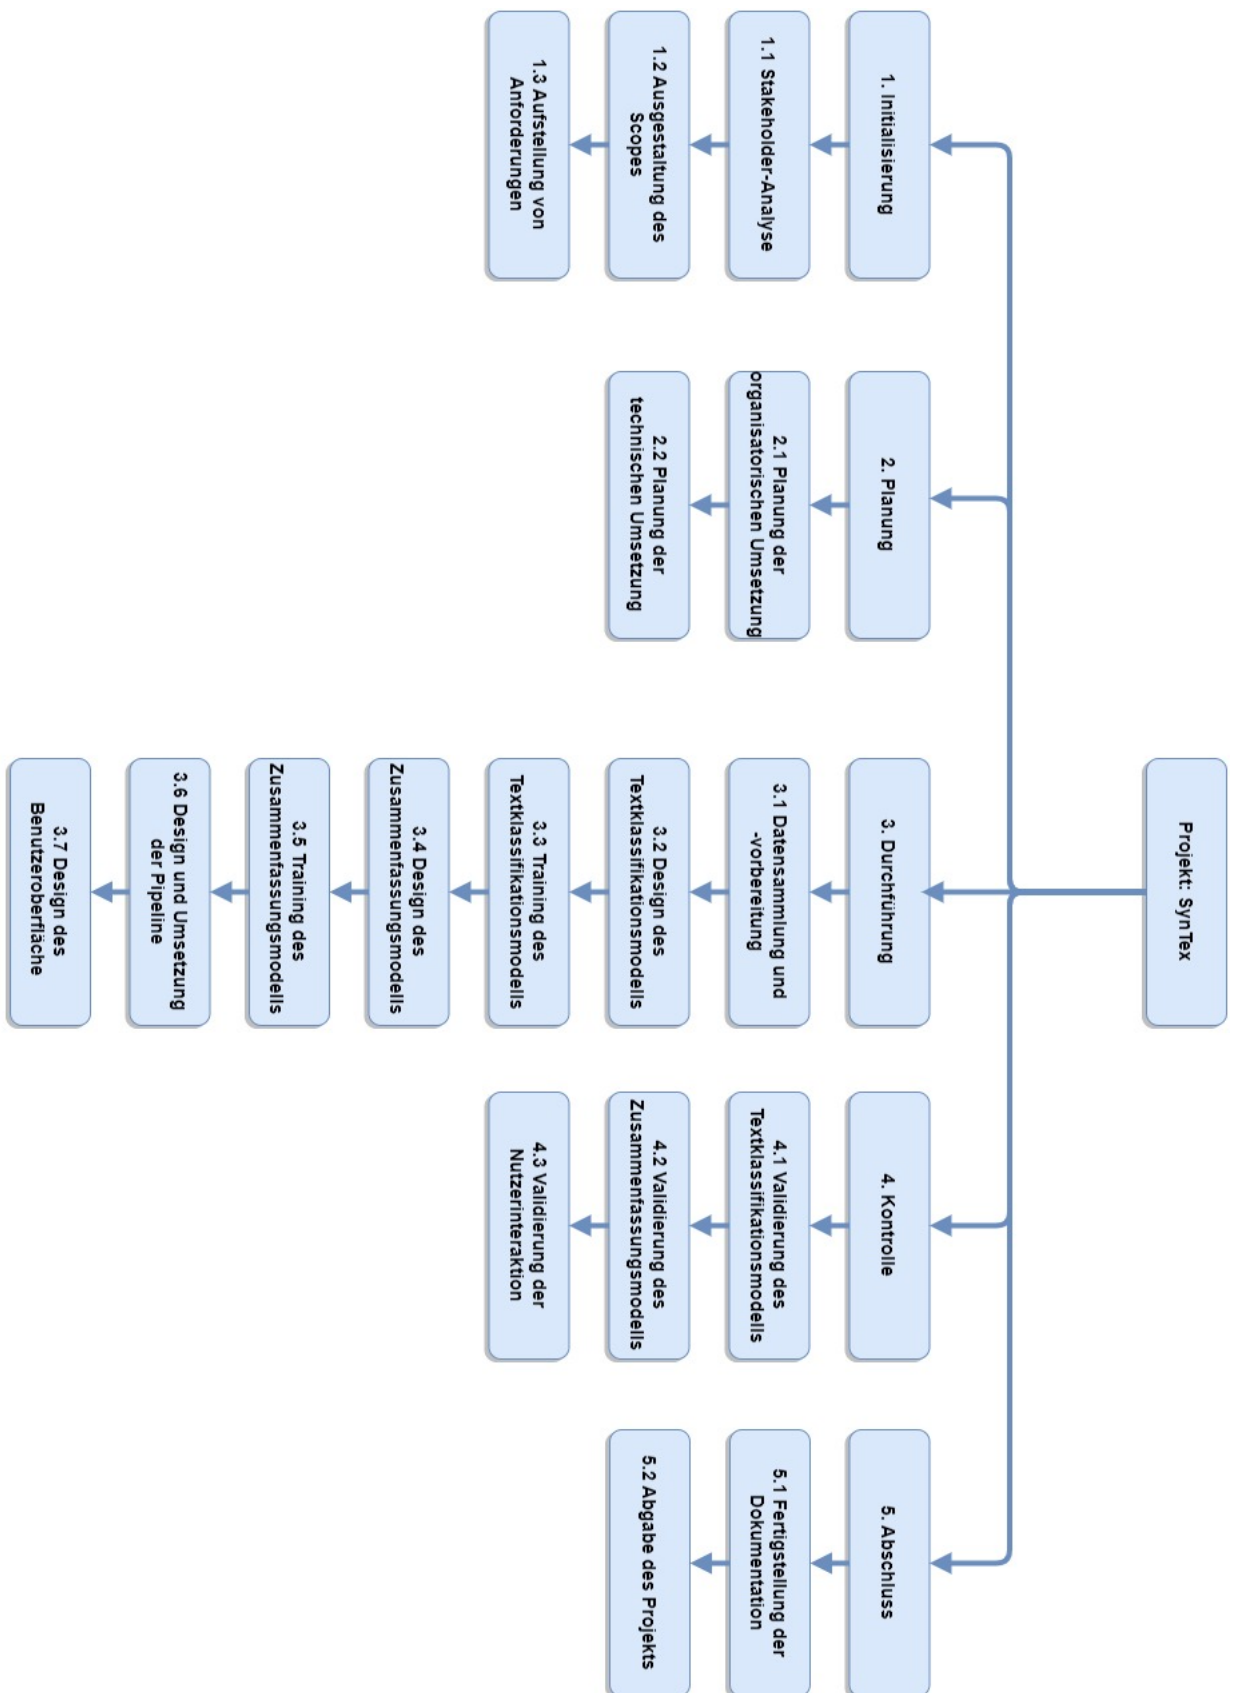 Projekt: SynTex
1. Initialisierung
1.1 Stakeholder-Analyse
1.2 Ausgestaltung des
Scopes
1.3 Aufstellung von
Anforderungen
2. Planung
2.1 Planung der
organisatorischen Umsetzung
2.2 Planung der
technischen Umsetzung
3. Durchführung
3.1 Datensammlung und
-vorbereitung
3.2 Design des
Textklassifikationsmodells
3.3 Training des
Textklassifikationsmodells
3.4 Design des
Zusammenfassungsmodells
3.5 Training des
Zusammenfassungsmodells
3.6 Design und Umsetzung
der Pipeline
3.7 Design des
Benutzeroberfläche
4. Kontrolle
4.1 Validierung des
Textklassifikationsmodells
4.2 Validierung des
Zusammenfassungsmodells
4.3 Validierung der
Nutzerinteraktion
5. Abschluss
5.1 Fertigstellung der
Dokumentation
5.2 Abgabe des Projekts